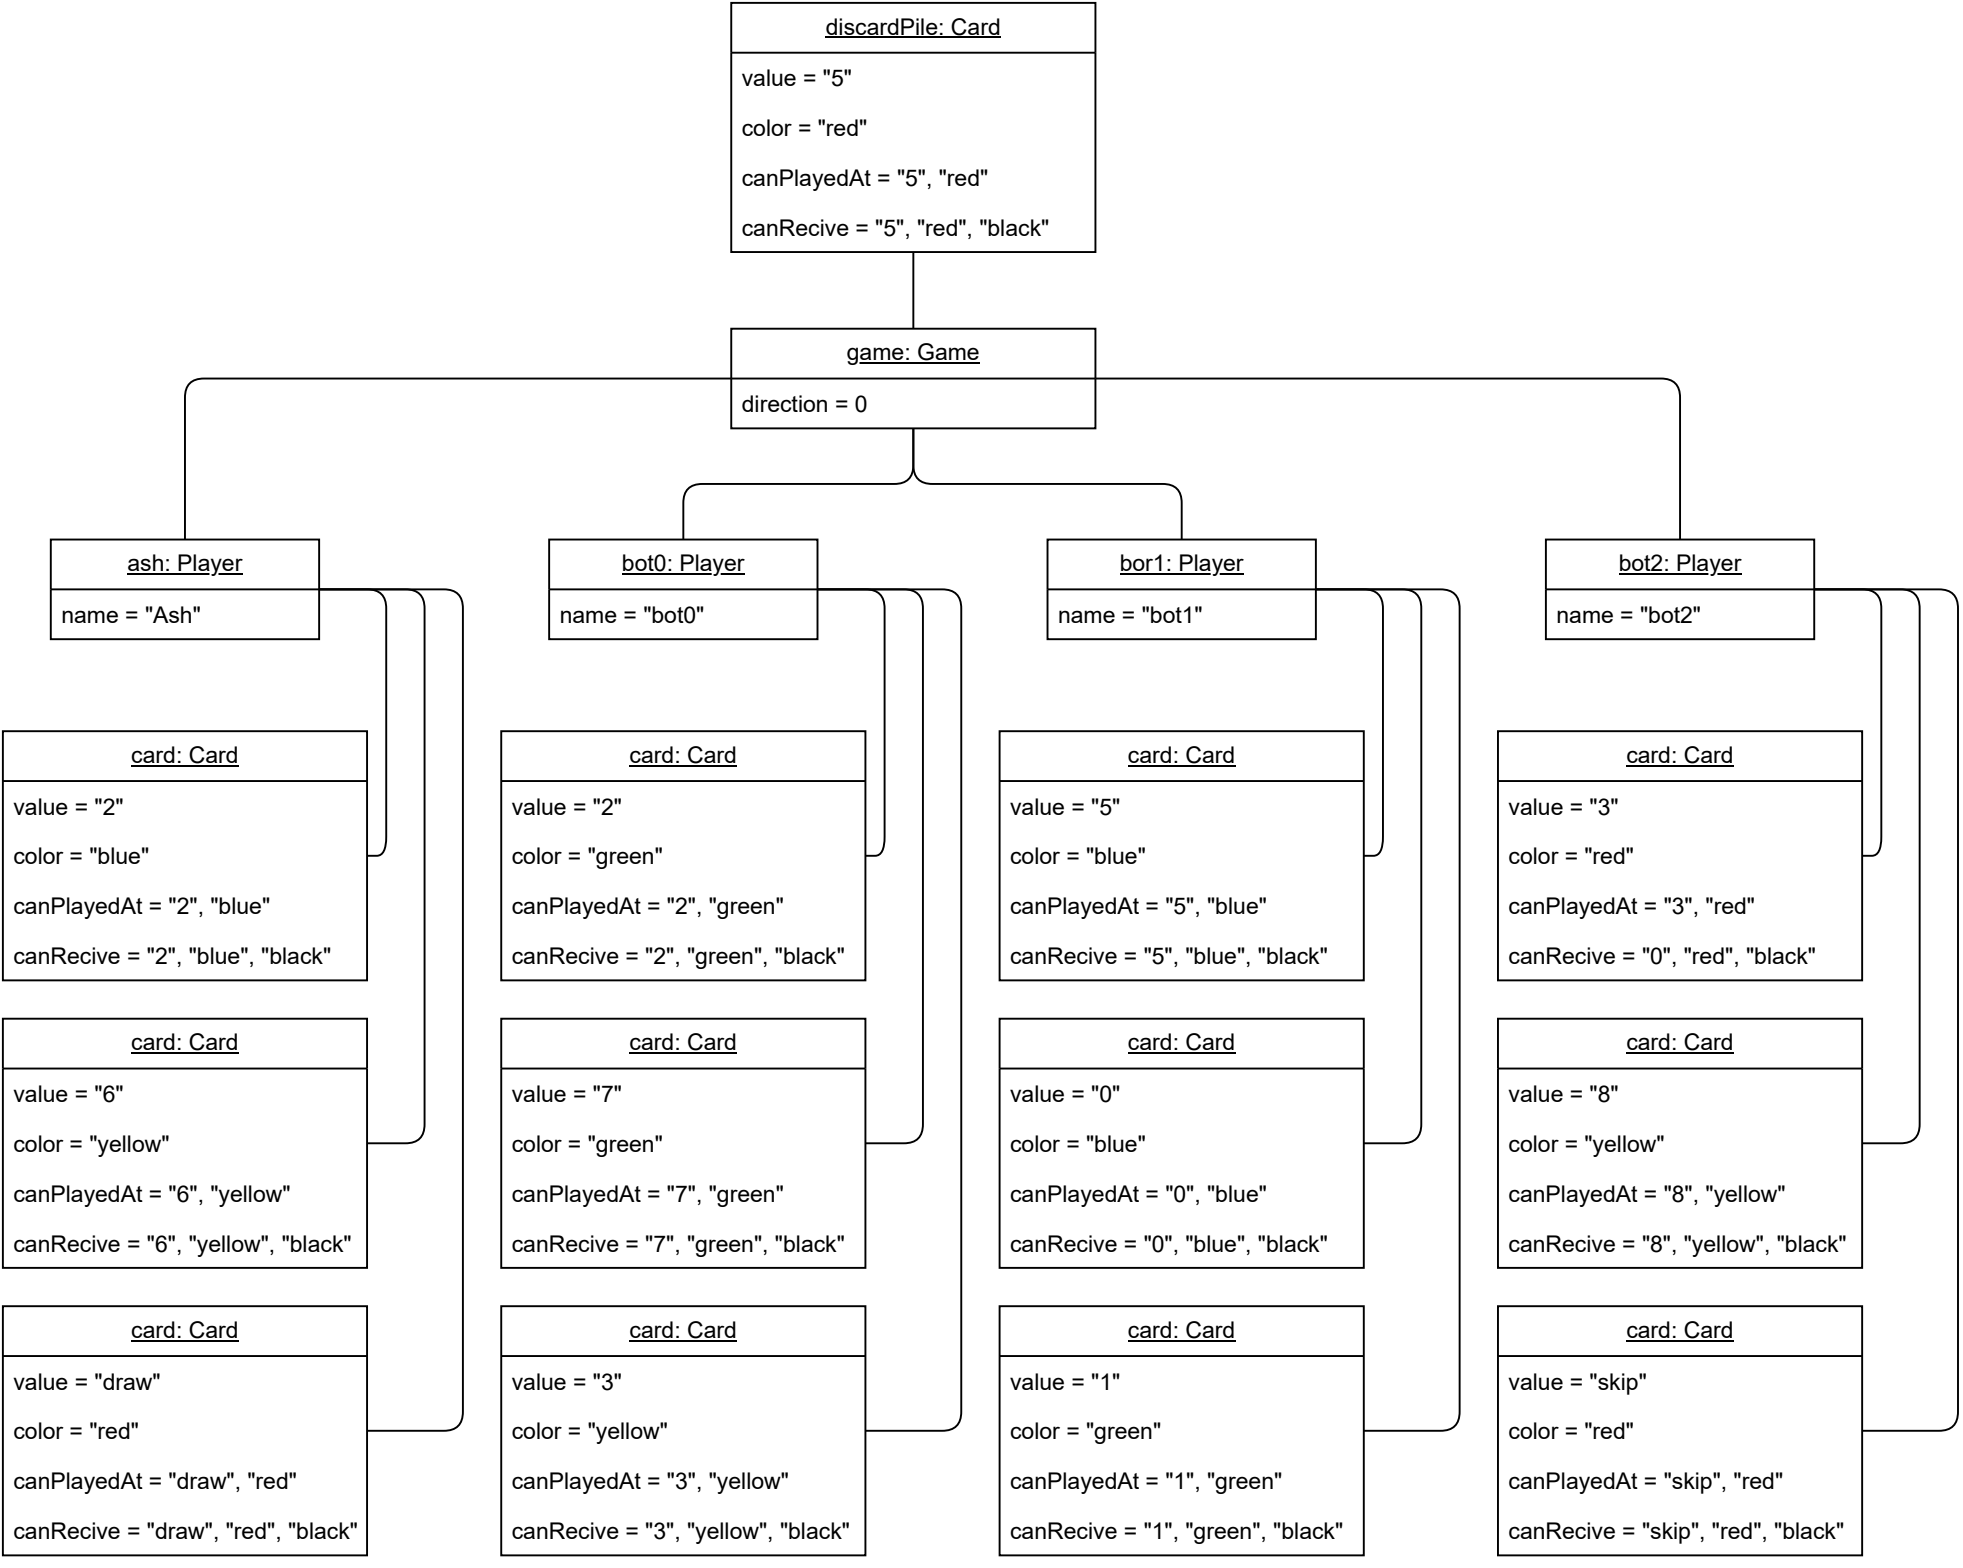 discardPile: Card
value = "5"
color = "red"
canPlayedAt = "5", "red"
canRecive = "5", "red", "black"
game: Game
direction = 0
ash: Player
name = "Ash"
bot0: Player
name = "bot0"
bor1: Player
name = "bot1"
bot2: Player
name = "bot2"
card: Card
value = "2"
color = "blue"
canPlayedAt = "2", "blue"
canRecive = "2", "blue", "black"
card: Card
value = "2"
color = "green"
canPlayedAt = "2", "green"
canRecive = "2", "green", "black"
card: Card
value = "5"
color = "blue"
canPlayedAt = "5", "blue"
canRecive = "5", "blue", "black"
card: Card
value = "3"
color = "red"
canPlayedAt = "3", "red"
canRecive = "0", "red", "black"
card: Card
value = "6"
color = "yellow"
canPlayedAt = "6", "yellow"
canRecive = "6", "yellow", "black"
card: Card
value = "7"
color = "green"
canPlayedAt = "7", "green"
canRecive = "7", "green", "black"
card: Card
value = "0"
color = "blue"
canPlayedAt = "0", "blue"
canRecive = "0", "blue", "black"
card: Card
value = "8"
color = "yellow"
canPlayedAt = "8", "yellow"
canRecive = "8", "yellow", "black"
card: Card
value = "draw"
color = "red"
canPlayedAt = "draw", "red"
canRecive = "draw", "red", "black"
card: Card
value = "3"
color = "yellow"
canPlayedAt = "3", "yellow"
canRecive = "3", "yellow", "black"
card: Card
value = "1"
color = "green"
canPlayedAt = "1", "green"
canRecive = "1", "green", "black"
card: Card
value = "skip"
color = "red"
canPlayedAt = "skip", "red"
canRecive = "skip", "red", "black"